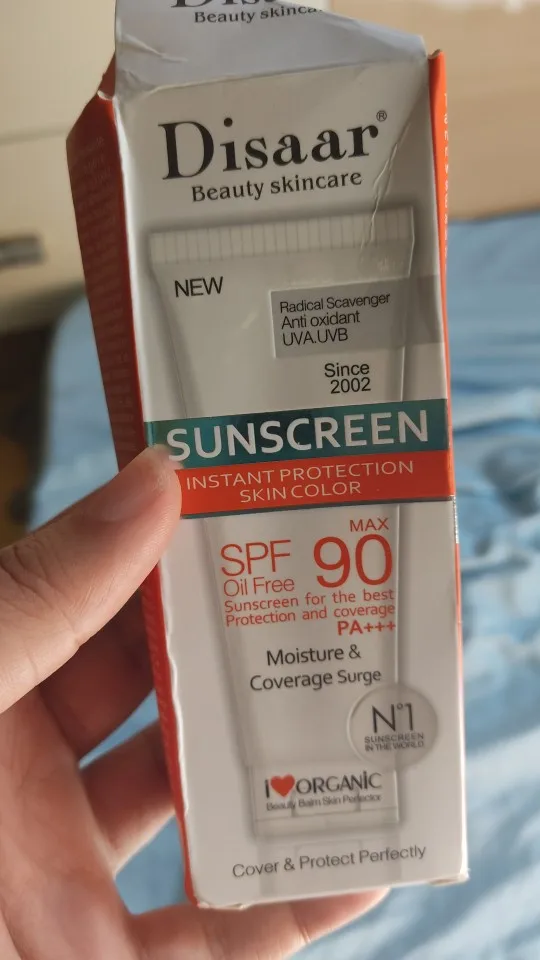 Disaar
Beauty skinca
Disaar®
Beauty skincare
NEW
Radical Scavenger
Anti oxidant
UVA.UVB
Since
2002
SUNSCREEN
INSTANT PROTECTION
SKIN COLOR
MAX
SPF 90
Oil Free
Sunscreen for the best
Protection and coverage
PA+++
Moisture &
Coverage Surge
N°1
SUNSCREEN
IN THE WORLD
I♥ORGANIC
Beauty Balm Skin Perfector
Cover & Protect Perfectly